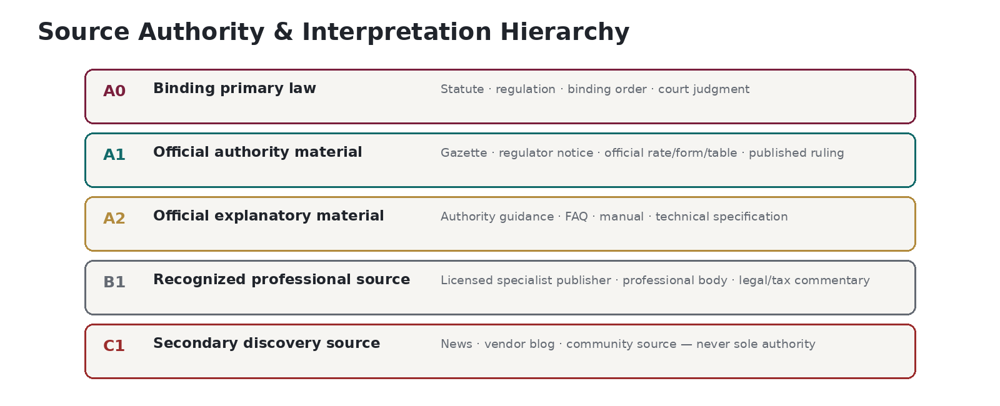 Source Authority & Interpretation Hierarchy
A0 Binding primary law Statute · regulation · binding order · court judgment
A1 Official authority material Gazette · regulator notice · official rate/form/table · published ruling
A2 Official explanatory material Authority guidance · FAQ · manual · technical specification
B1 Recognized professional source Licensed specialist publisher · professional body · legal/tax commentary
C1 Secondary discovery source News · vendor blog · community source — never sole authority